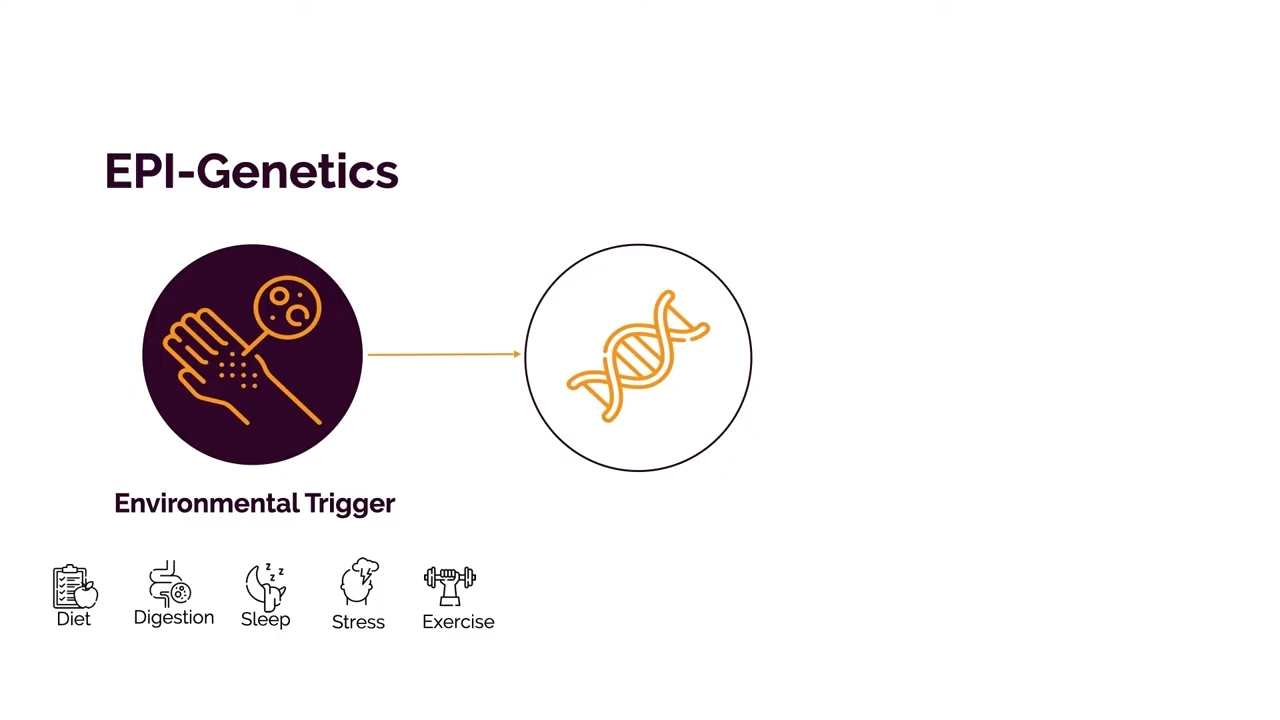 EPI-Genetics
Environmental Trigger
Diet
Digestion
Sleep
Stress
Exercise